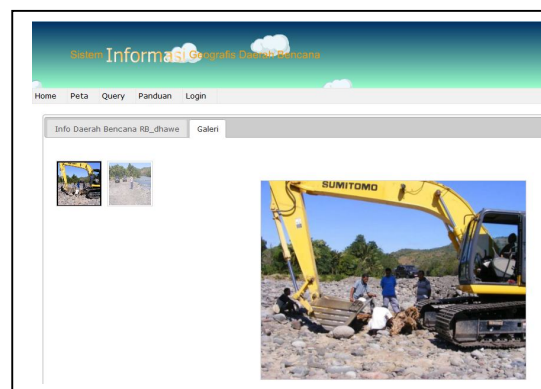 Sistem Informasi Geografis Daerah Bencana
Home Peta Query Panduan Login
Info Daerah Bencana RB_dhawe Galeri
SUMITOMO